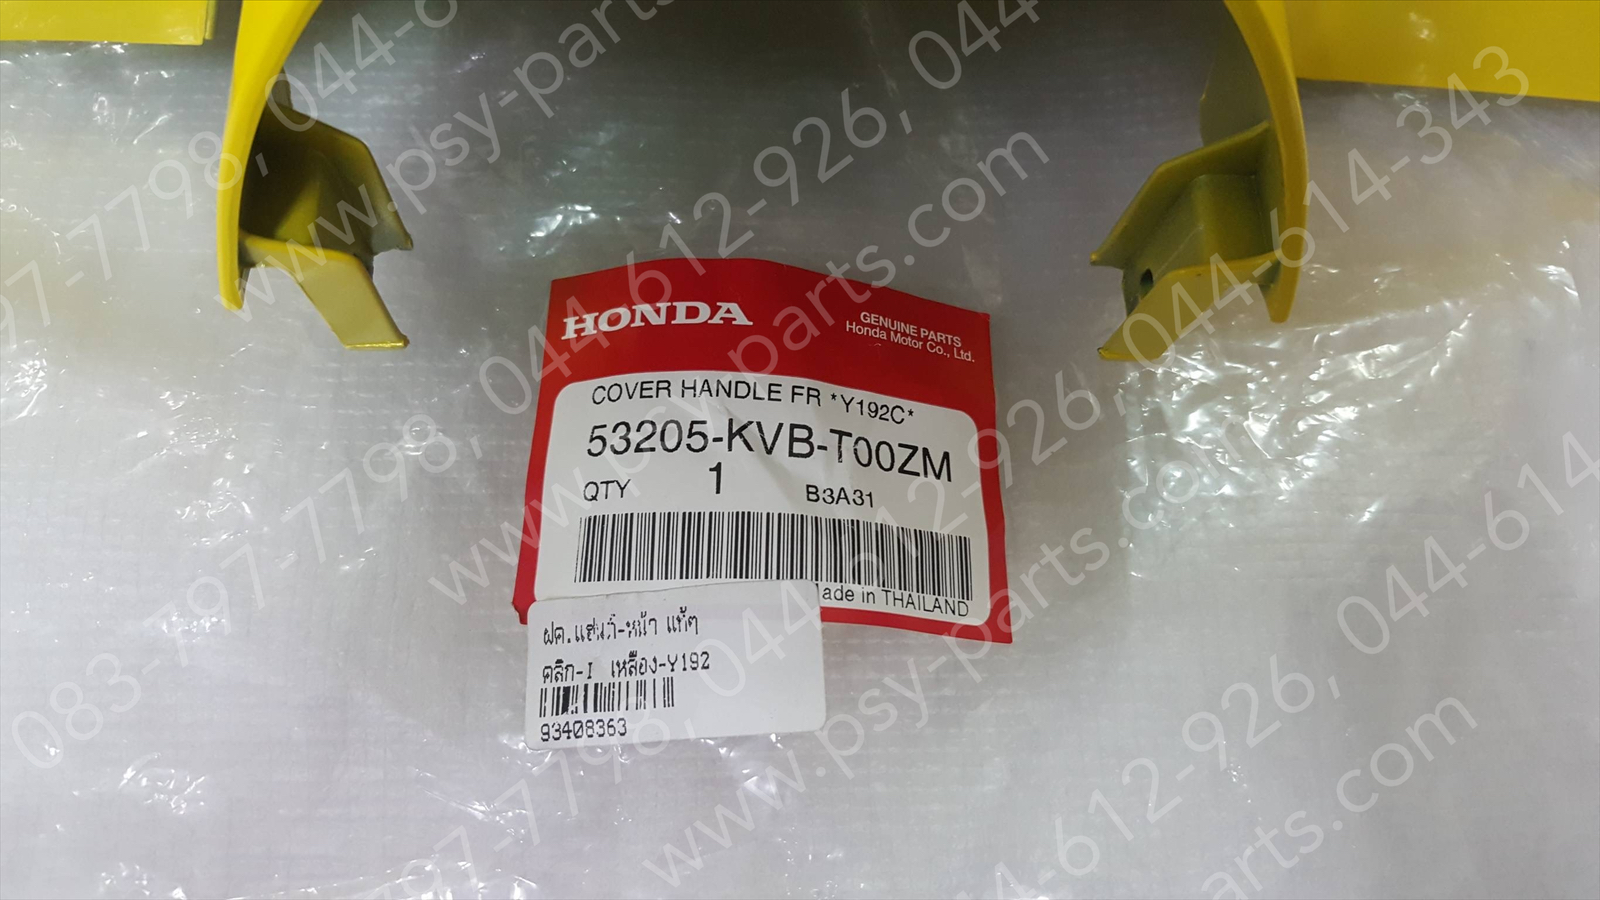 HONDA
GENUINE PARTS
Honda Motor Co., Ltd.
COVER HANDLE FR *Y192C*
53205-KVB-T00ZM
QTY 1 B3A31
ade in THAILAND
ฝค.แฮนด์-หน้า แท้ๆ
คลิก-I เหลือง-Y192
93408363
083-797-7798, 044-612-926, 044-614-343
www.psy-parts.com